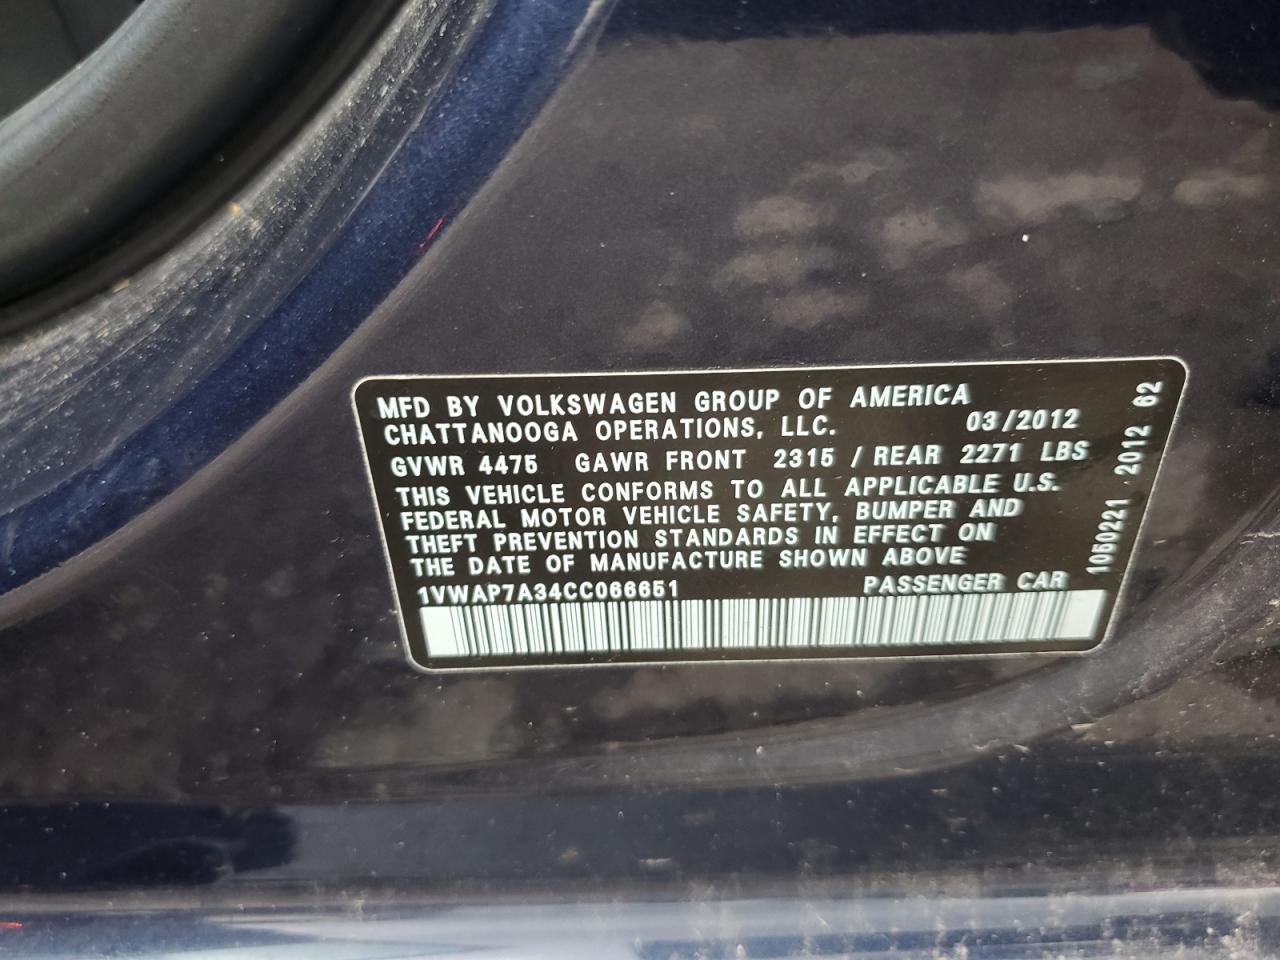 MFD BY VOLKSWAGEN GROUP OF AMERICA
CHATTANOOGA OPERATIONS, LLC. 03/2012
GVWR 4475 GAWR FRONT 2315 / REAR 2271 LBS
THIS VEHICLE CONFORMS TO ALL APPLICABLE U.S.
FEDERAL MOTOR VEHICLE SAFETY, BUMPER AND
THEFT PREVENTION STANDARDS IN EFFECT ON
THE DATE OF MANUFACTURE SHOWN ABOVE
1VWAP7A34CC066651 PASSENGER CAR
1050221 2012 62